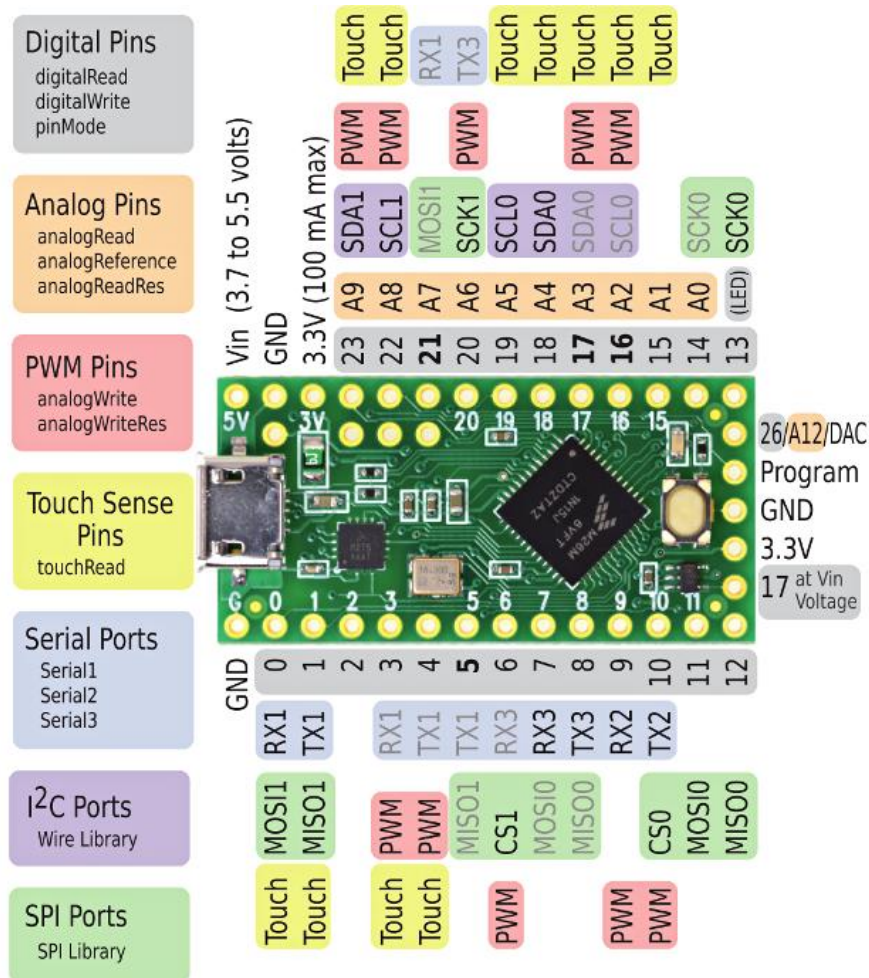 Digital Pins
digitalRead
digitalWrite
pinMode
Analog Pins
analogRead
analogReference
analogReadRes
PWM Pins
analogWrite
analogWriteRes
Touch Sense
Pins
touchRead
Serial Ports
Serial1
Serial2
Serial3
I²C Ports
Wire Library
SPI Ports
SPI Library
Touch Touch RX1 TX3 Touch Touch Touch Touch Touch
PWM PWM PWM PWM PWM
SDA1 SCL1 MOSI1 SCK1 SCL0 SDA0 SDA0 SCL0 SCK0 SCK0
A9 A8 A7 A6 A5 A4 A3 A2 A1 A0 (LED)
Vin (3.7 to 5.5 volts)
GND
3.3V (100 mA max)
23 22 21 20 19 18 17 16 15 14 13
5V 3V 20 19 18 17 16 15
M26M
6VFT
1N15J
CTDZTAZ
26/A12/DAC
Program
GND
3.3V
17 at Vin
Voltage
G 0 1 2 3 4 5 6 7 8 9 10 11
GND 0 1 2 3 4 5 6 7 8 9 10 11 12
RX1 TX1 RX1 TX1 TX1 RX3 RX3 TX3 RX2 TX2
MOSI1 MISO1 PWM PWM MISO1 CS1 MOSI0 MISO0 CS0 MOSI0 MISO0
Touch Touch Touch Touch PWM PWM PWM